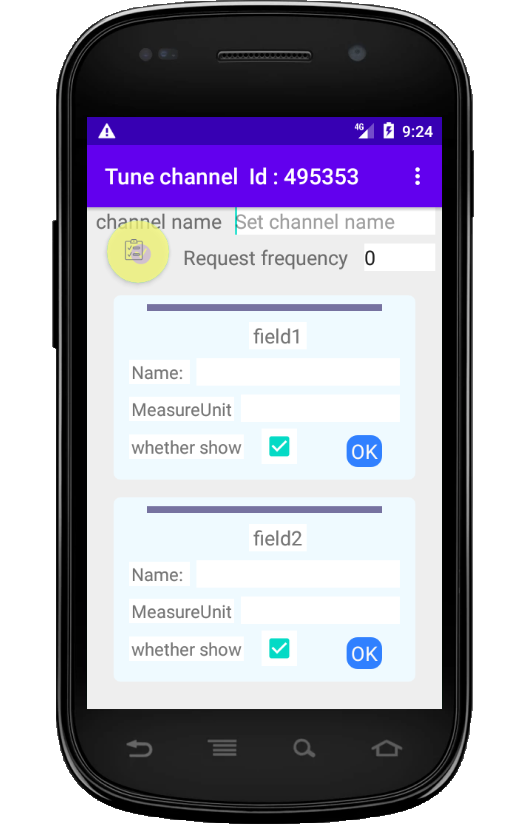 4G 9:24
Tune channel Id : 495353
channel name Set channel name
Request frequency 0
field1
Name:
MeasureUnit
whether show OK
field2
Name:
MeasureUnit
whether show OK